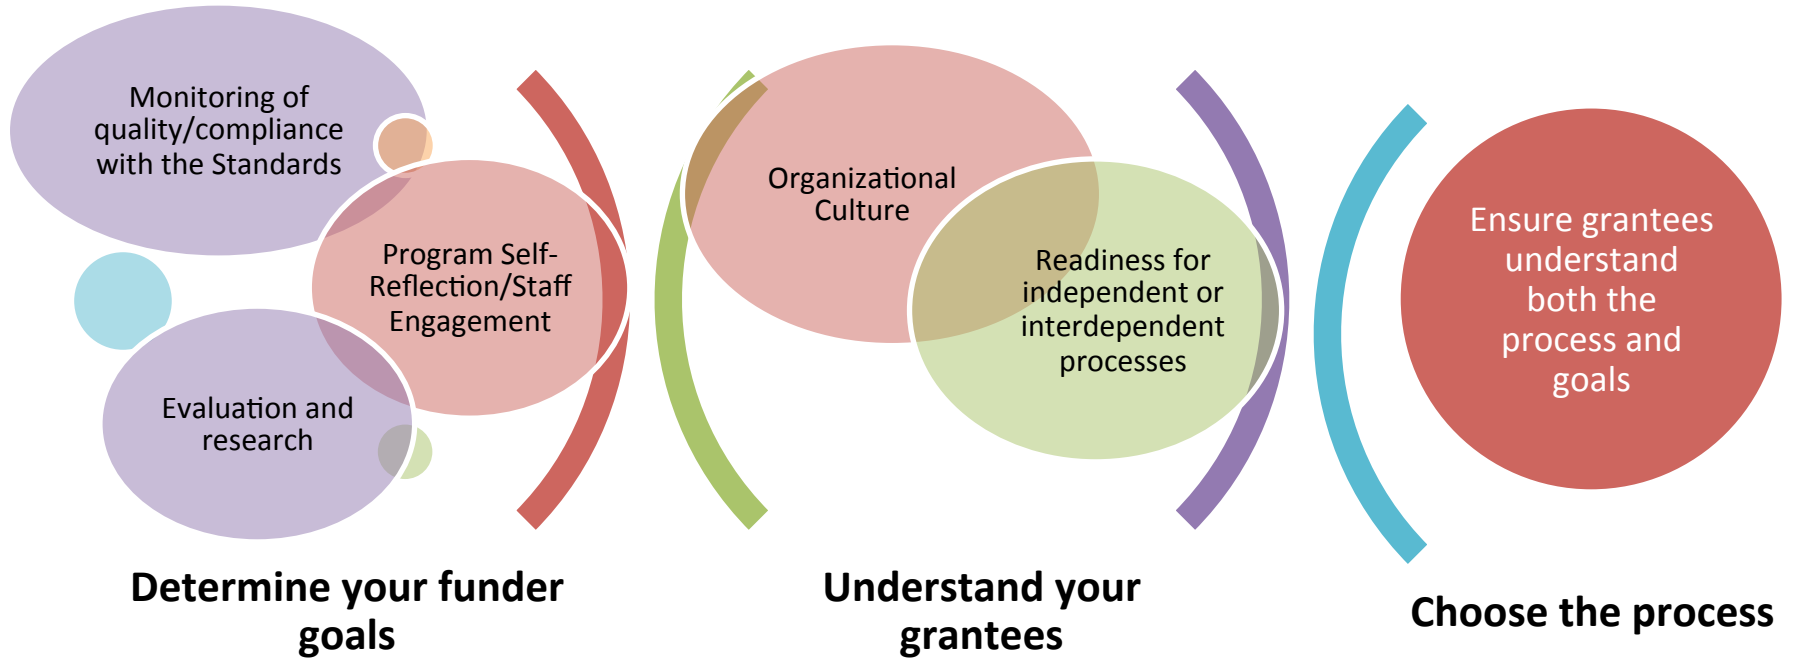 Monitoring of
quality/compliance
with the Standards
Program Self-
Reflection/Staff
Engagement
Evaluation and
research
Determine your funder
goals
Organizational
Culture
Readiness for
independent or
interdependent
processes
Understand your
grantees
Ensure grantees
understand
both the
process and
goals
Choose the process